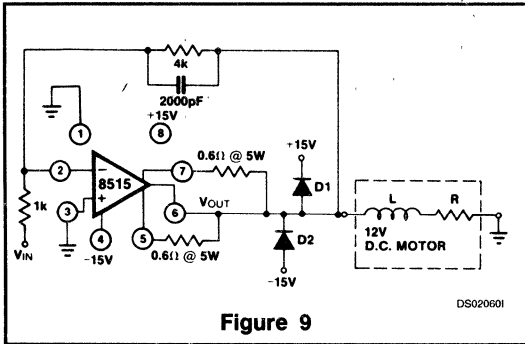 4k
2000pF
+15V
1
8
0.6Ω @ 5W
+15V
2
−
8515
7
D1
1k
3
+
6
VOUT
L
R
4
5
D2
12V
D.C. MOTOR
VIN
−15V
0.6Ω @ 5W
−15V
DS02060I
Figure 9